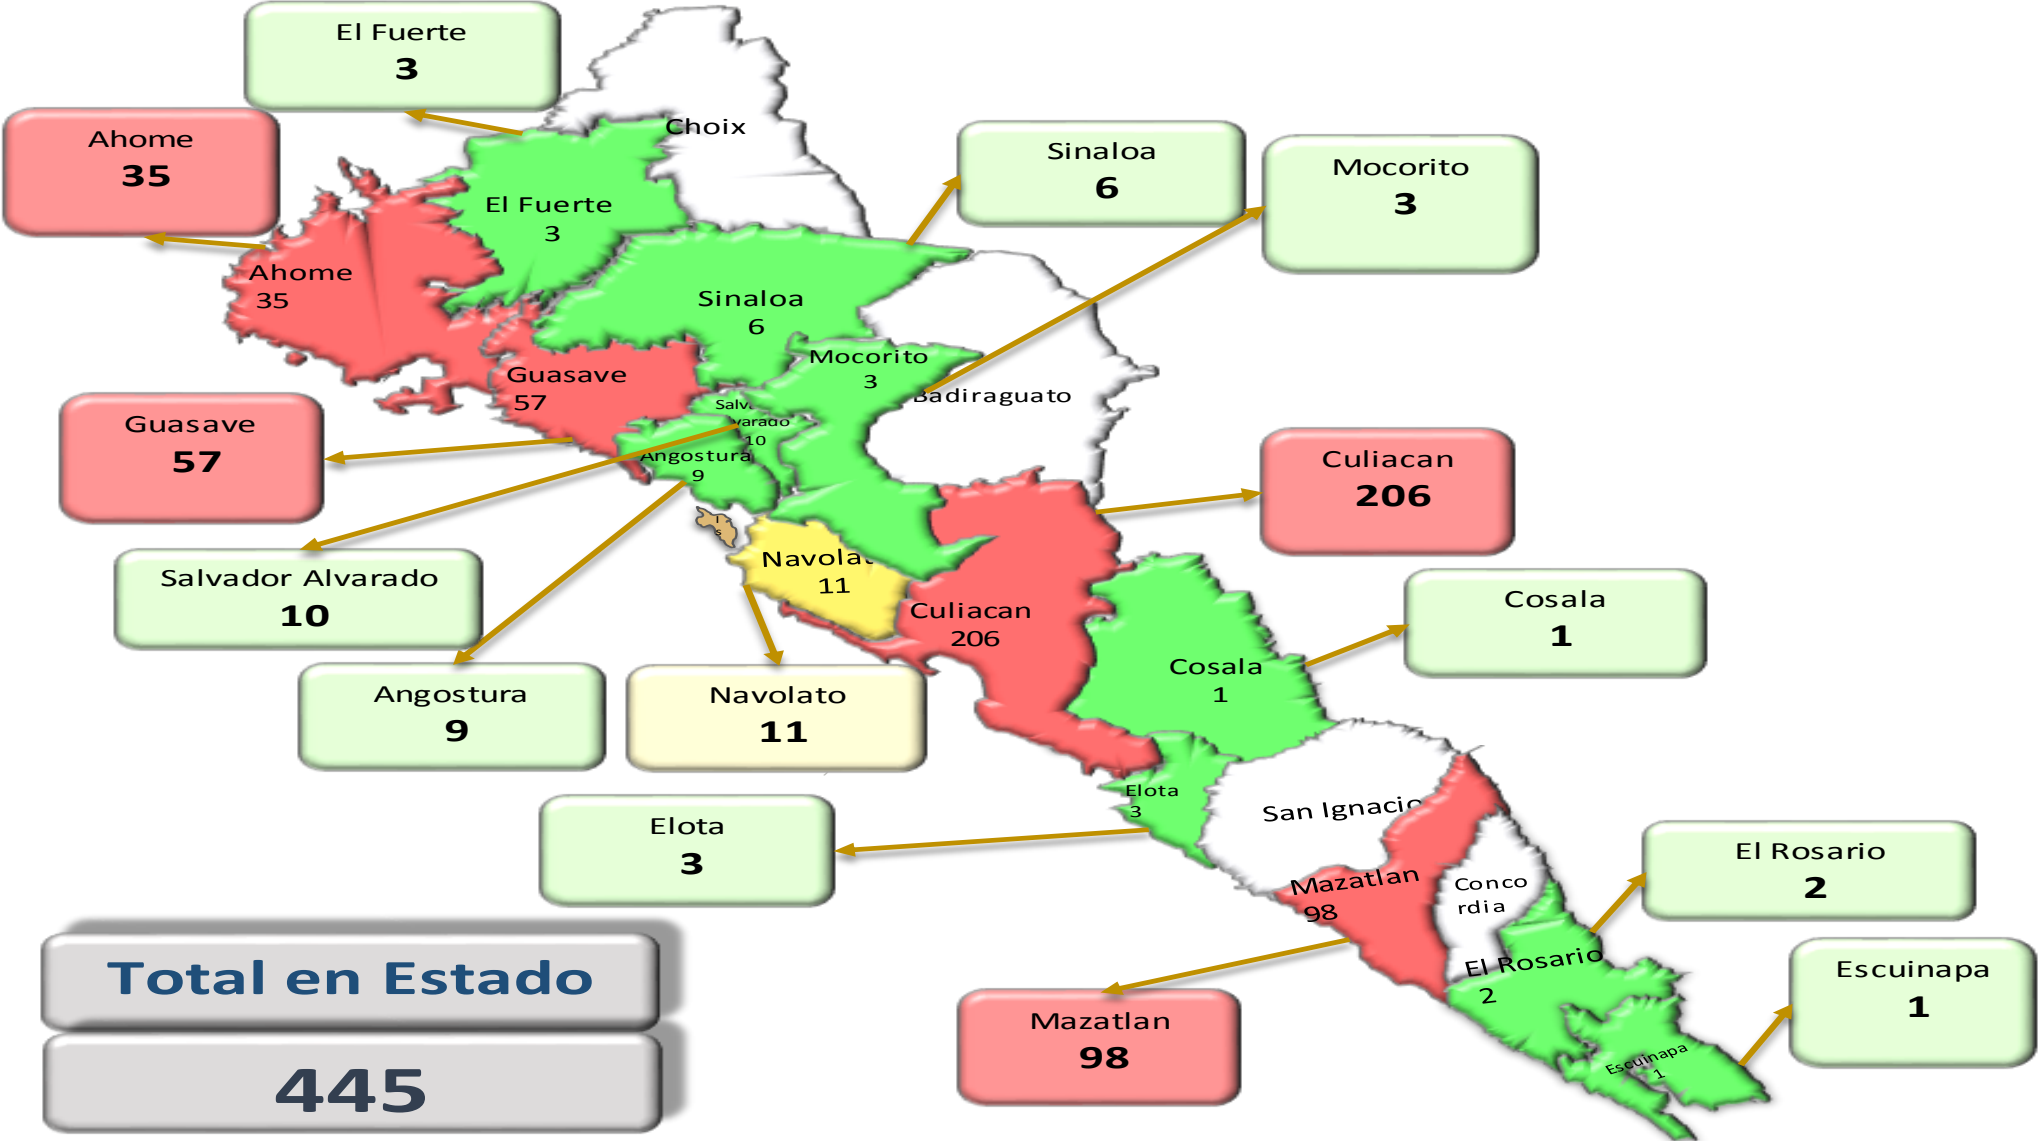 El Fuerte
3
Ahome
35
Choix
Sinaloa
6
Mocorito
3
El Fuerte
3
Ahome
35
Sinaloa
6
Mocorito
3
Guasave
57
Badiraguato
Salv
varado
10
Angostura
9
Guasave
57
Culiacan
206
Navolat
11
Salvador Alvarado
10
Culiacan
206
Cosala
1
Cosala
1
Angostura
9
Navolato
11
Elota
3
San Ignacio
Elota
3
Mazatlan
98
Conco
rdia
El Rosario
2
El Rosario
2
Escuinapa
1
Total en Estado
445
Mazatlan
98
Escuinapa
1